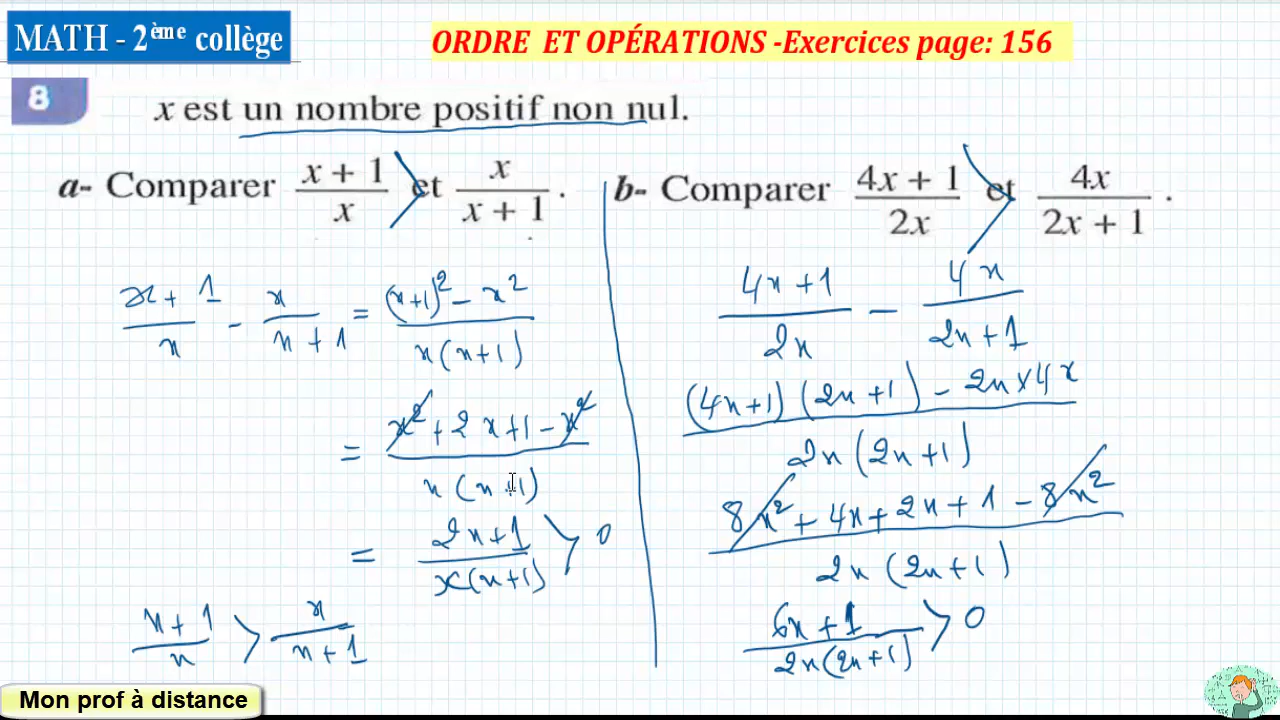 MATH - 2ème collège
ORDRE ET OPÉRATIONS -Exercices page: 156
8
x est un nombre positif non nul.
a- Comparer (x + 1)/x > et x/(x + 1) .
(x + 1)/x - x/(x + 1) = ((x+1)² - x²)/(x(x+1))
= (x² + 2x+1 - x²)/(x(x+1))
= (2x+1)/(x(x+1)) > 0
(x+1)/x > x/(x+1)
b- Comparer (4x + 1)/2x > et 4x/(2x + 1) .
(4x+1)/2x - 4x/(2x+1)
((4x+1)(2x+1) - 2x×4x)/(2x(2x+1))
(8x² + 4x + 2x + 1 - 8x²)/(2x(2x+1))
(6x+1)/(2x(2x+1)) > 0
Mon prof à distance